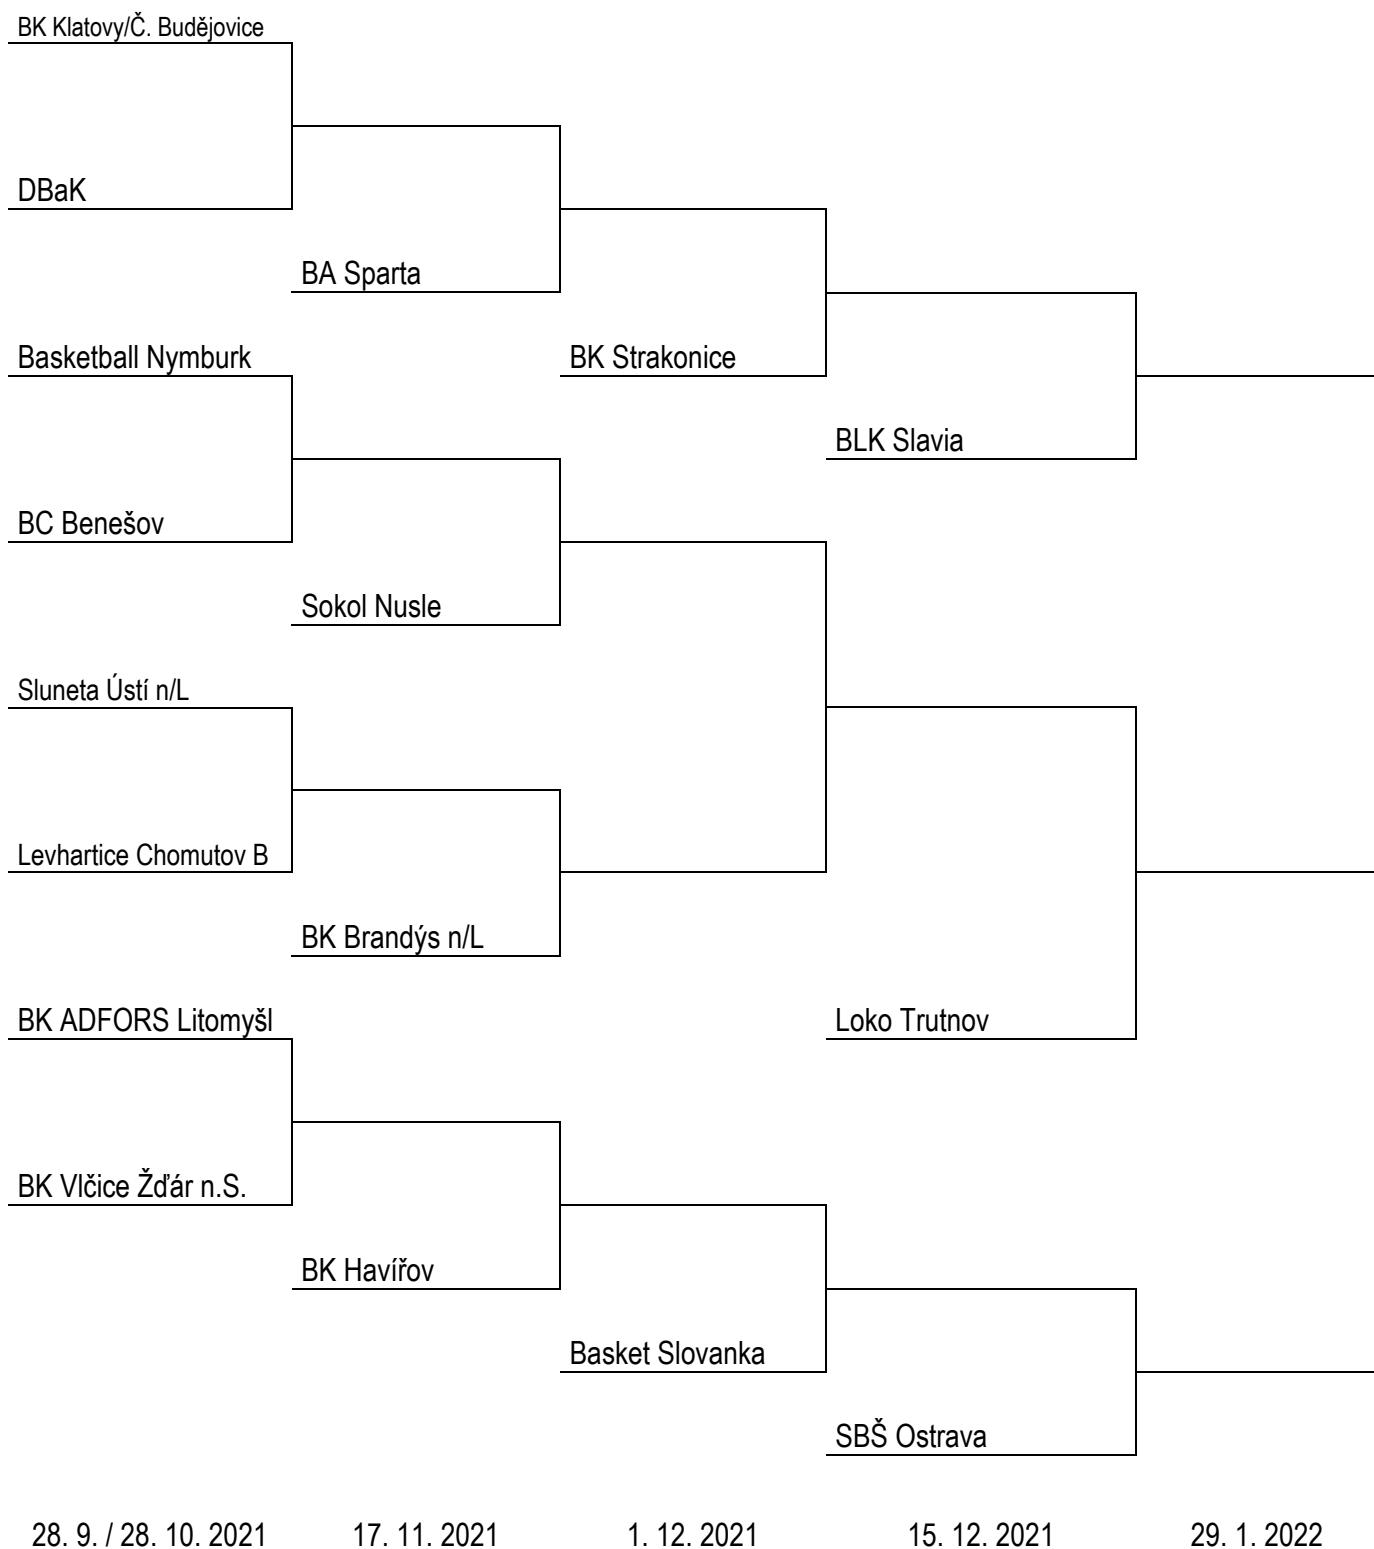 BK Klatovy/Č. Budějovice
DBaK
BA Sparta
Basketball Nymburk
BK Strakonice
BLK Slavia
BC Benešov
Sokol Nusle
Sluneta Ústí n/L
Levhartice Chomutov B
BK Brandýs n/L
BK ADFORS Litomyšl
Loko Trutnov
BK Vlčice Žďár n.S.
BK Havířov
Basket Slovanka
SBŠ Ostrava
28. 9. / 28. 10. 2021
17. 11. 2021
1. 12. 2021
15. 12. 2021
29. 1. 2022